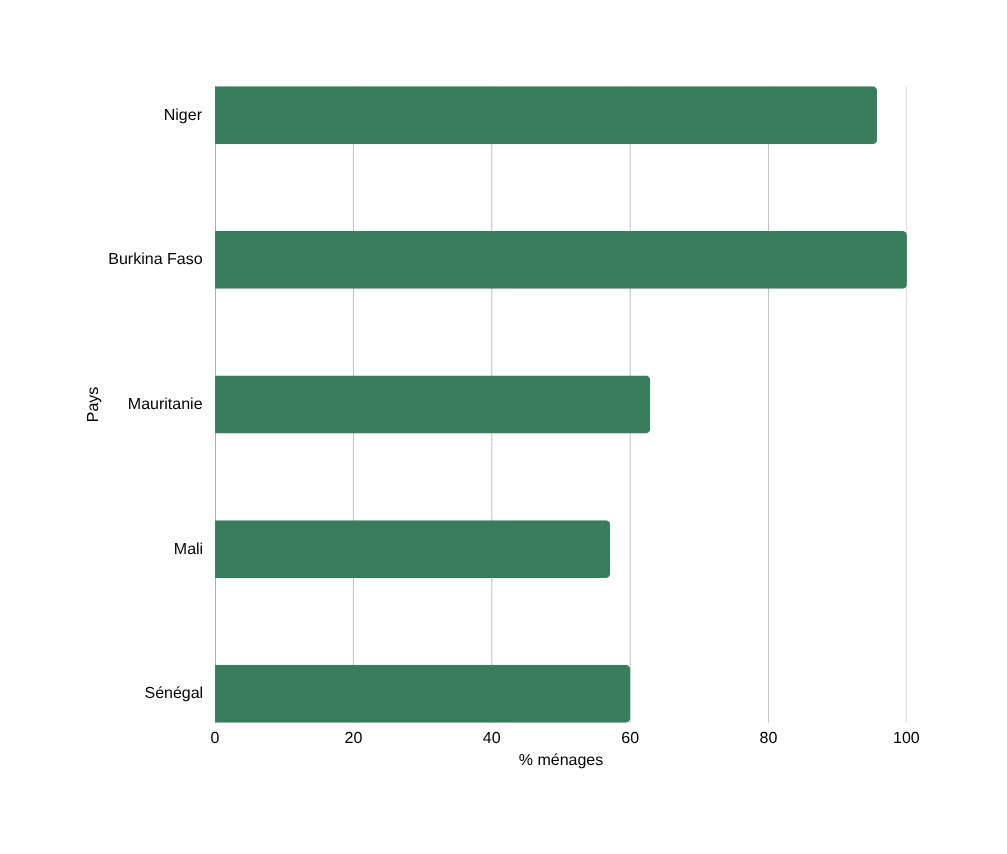 Niger
Burkina Faso
Pays
Mauritanie
Mali
Sénégal
0 20 40 60 80 100
% ménages